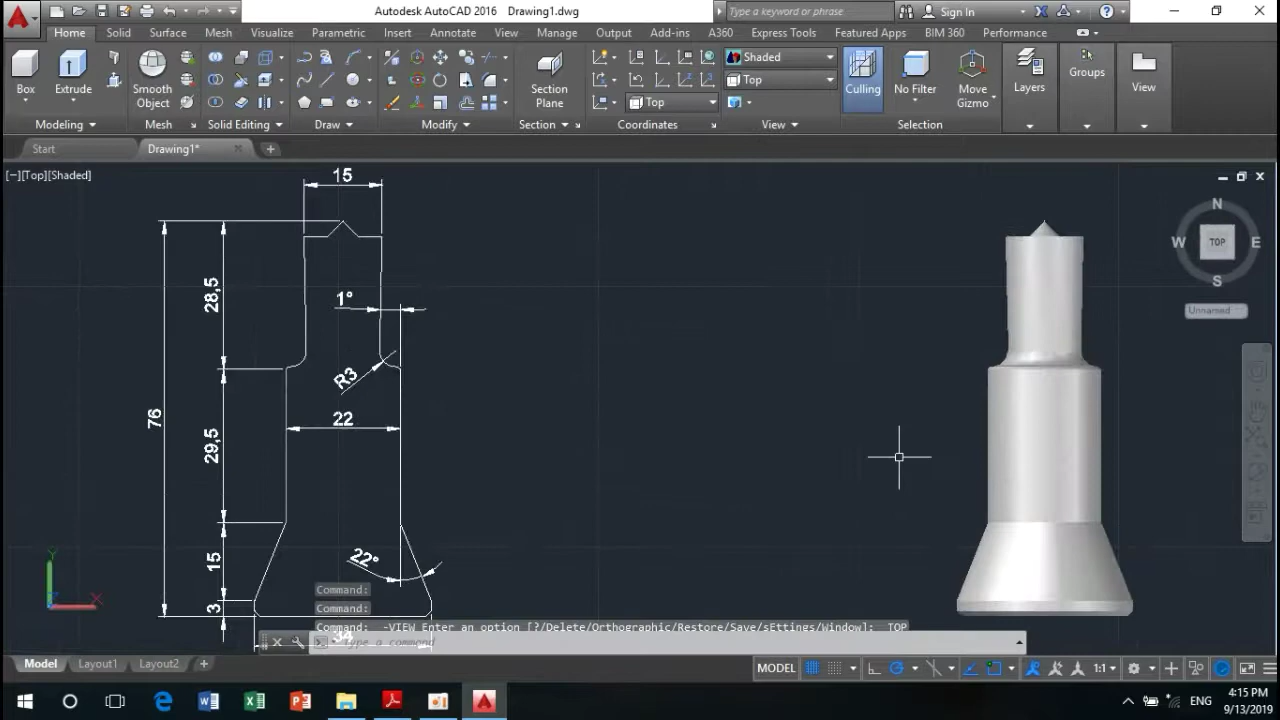 Autodesk AutoCAD 2016 Drawing1.dwg
Type a keyword or phrase
Sign In
Home Solid Surface Mesh Visualize Parametric Insert Annotate View Manage Output Add-ins A360 Express Tools Featured Apps BIM 360 Performance
Box
Extrude
Smooth
Object
Section
Plane
Top
Shaded
Top
Culling
No Filter
Move
Gizmo
Layers
Groups
View
Modeling
Mesh
Solid Editing
Draw
Modify
Section
Coordinates
View
Selection
Start
Drawing1*
[−][Top][Shaded]
15
28,5
1°
R3
76
22
29,5
22°
15
3
34
Y
X
N
W
TOP
E
S
Unnamed
Command:
Command:
Command: -VIEW Enter an option [?/Delete/Orthographic/Restore/Save/sEttings/Window]: TOP
Type a command
Model
Layout1
Layout2
MODEL
1:1
ENG
4:15 PM
9/13/2019